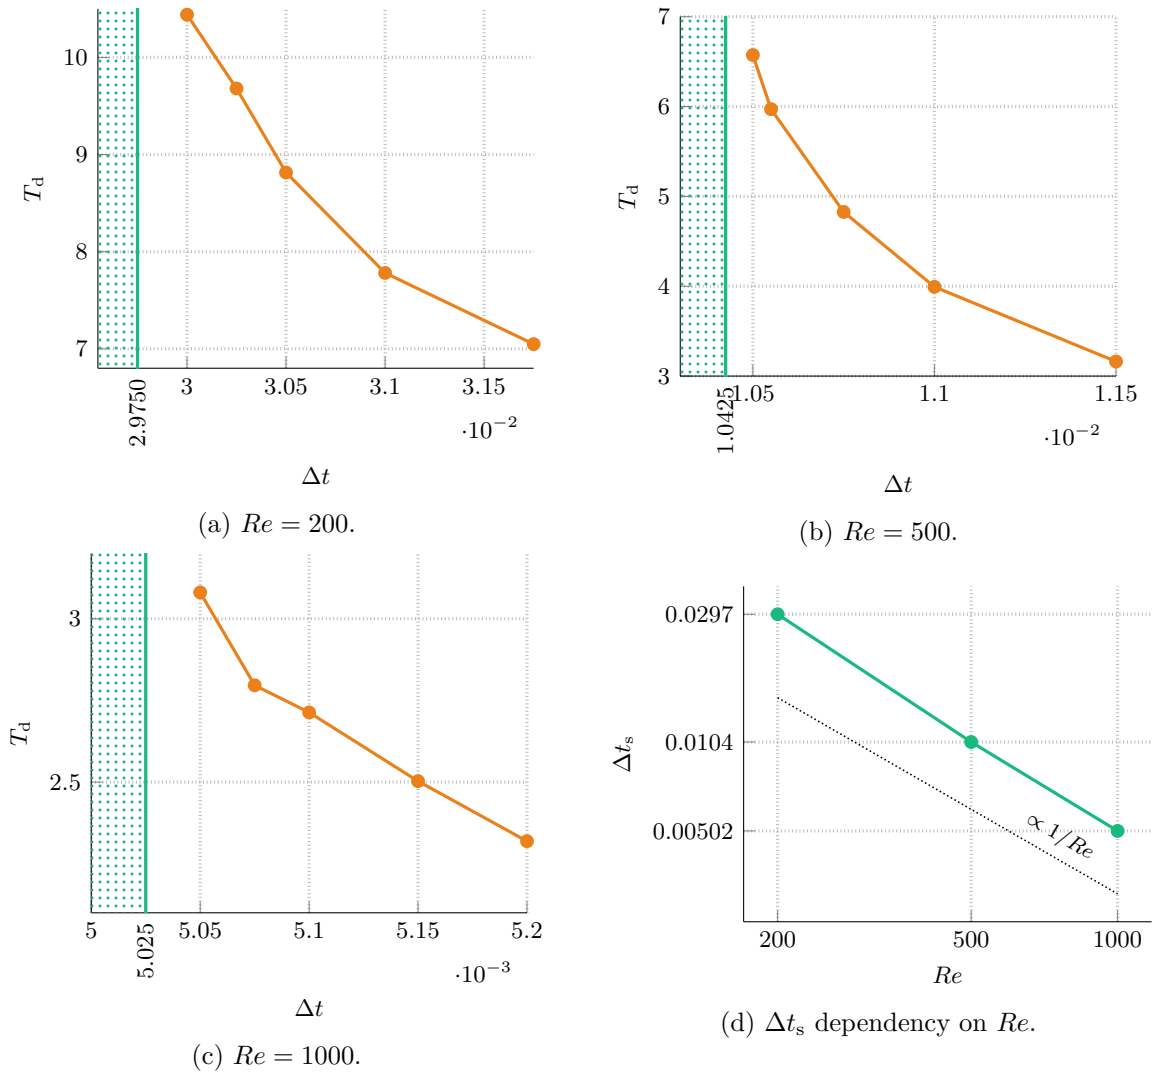 10
9
8
7
T_d
2.9750
3
3.05
3.1
3.15
·10⁻²
Δt
(a) Re = 200.
7
6
5
4
3
T_d
1.0425
1.05
1.1
1.15
·10⁻²
Δt
(b) Re = 500.
3
2.5
T_d
5
5.025
5.05
5.1
5.15
5.2
·10⁻³
Δt
(c) Re = 1000.
0.0297
0.0104
0.00502
Δt_s
∝ 1/Re
200
500
1000
Re
(d) Δt_s dependency on Re.